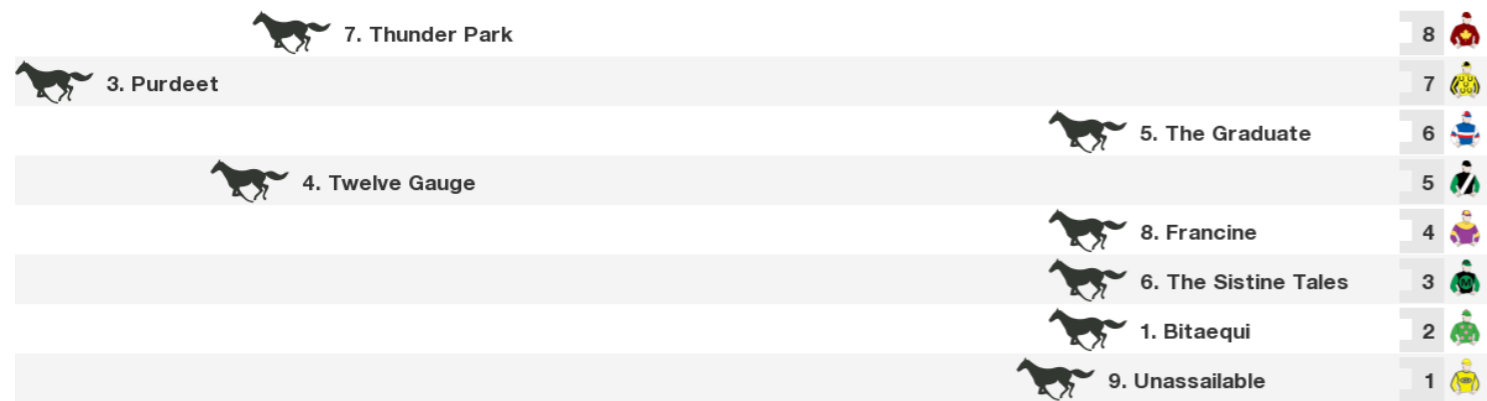 7. Thunder Park 8
3. Purdeet 7
5. The Graduate 6
4. Twelve Gauge 5
8. Francine 4
6. The Sistine Tales 3
1. Bitaequi 2
9. Unassailable 1